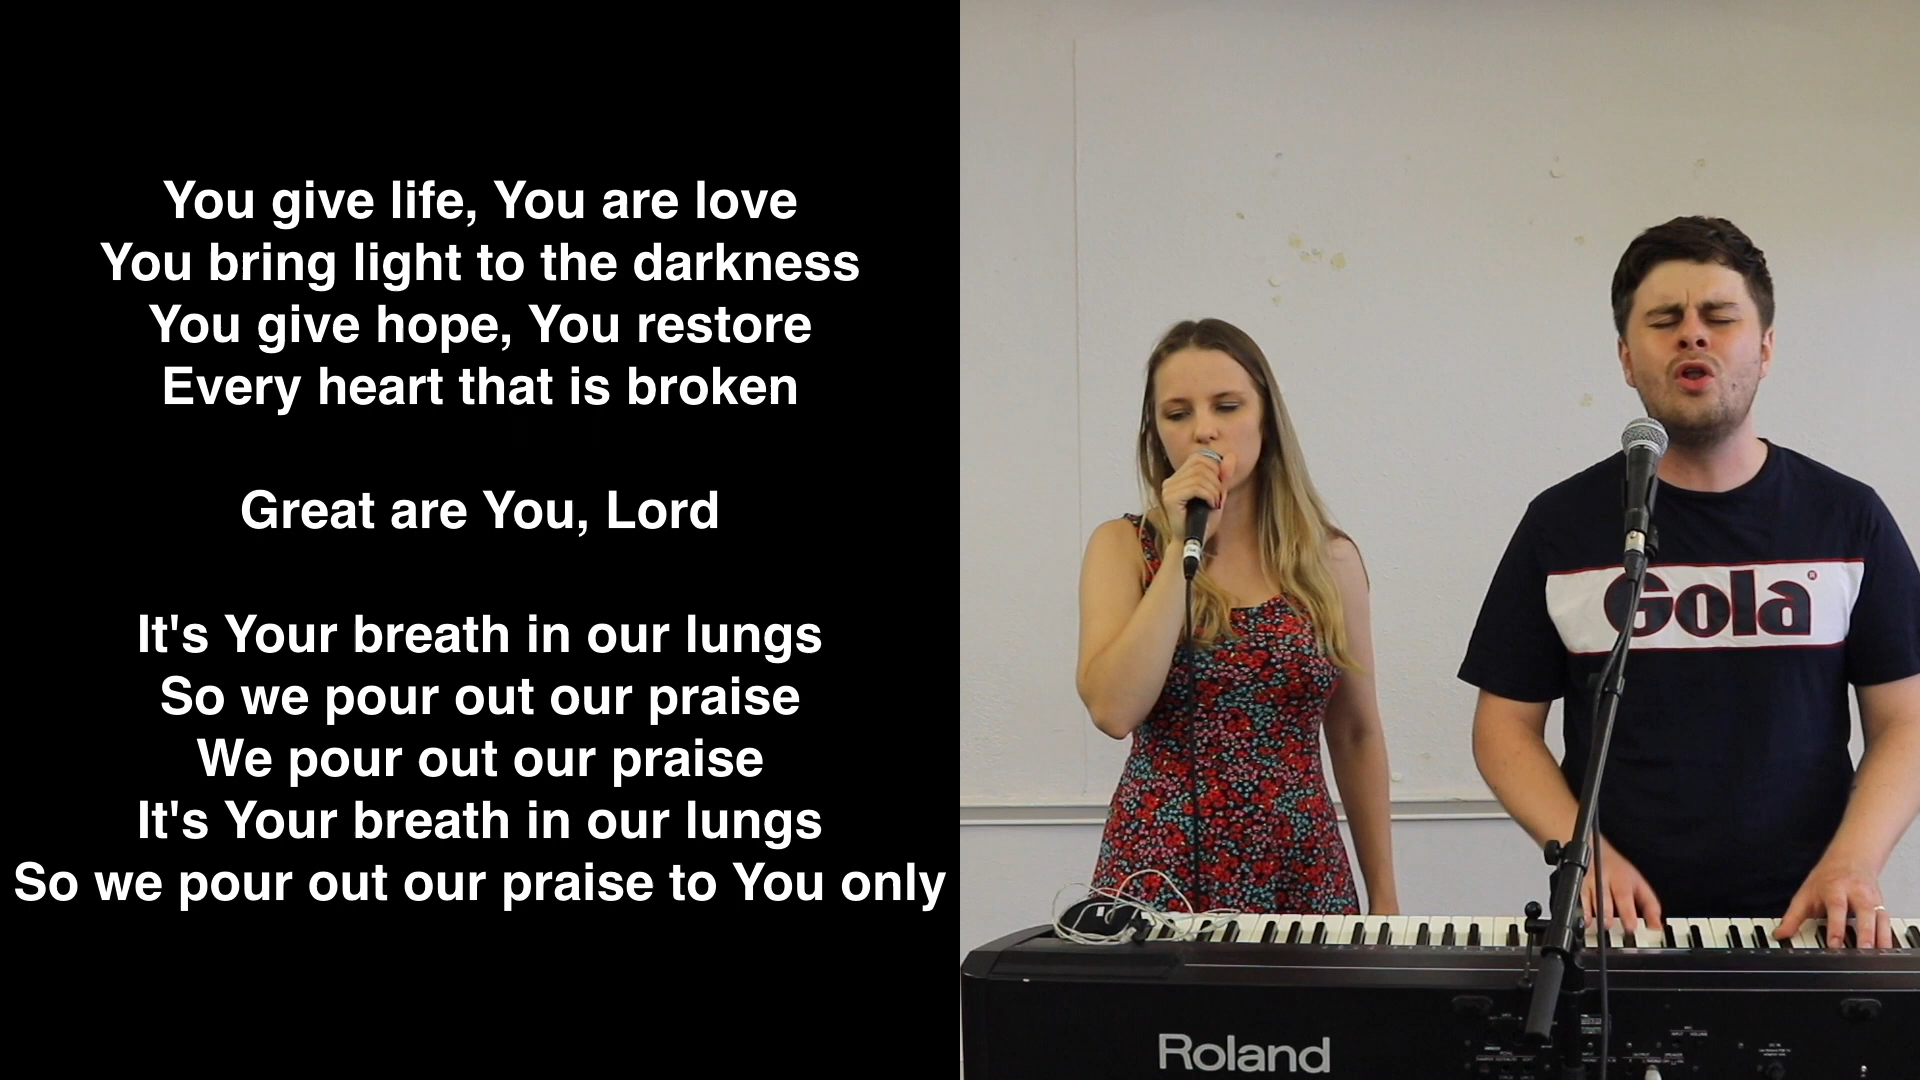 You give life, You are love
You bring light to the darkness
You give hope, You restore
Every heart that is broken
Great are You, Lord
It's Your breath in our lungs
So we pour out our praise
We pour out our praise
It's Your breath in our lungs
So we pour out our praise to You only
Gola®
Roland